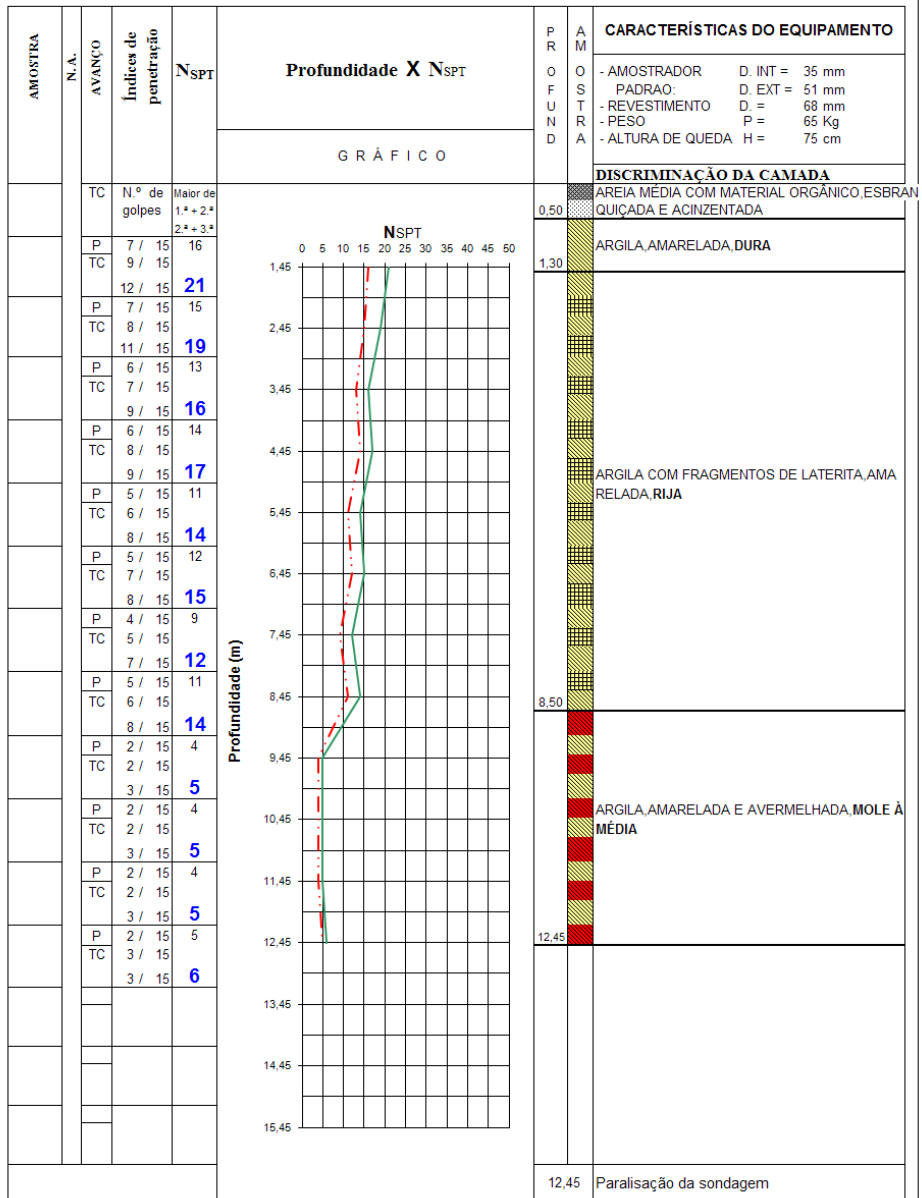 AMOSTRA
N.A.
AVANÇO
Índices de penetração
NSPT
Profundidade X NSPT
GRÁFICO
PROFUND
AMOSTRA
CARACTERÍSTICAS DO EQUIPAMENTO
- AMOSTRADOR D. INT = 35 mm
PADRAO: D. EXT = 51 mm
- REVESTIMENTO D. = 68 mm
- PESO P = 65 Kg
- ALTURA DE QUEDA H = 75 cm
DISCRIMINAÇÃO DA CAMADA
TC N.º de golpes Maior de 1.ª + 2.ª 2.ª + 3.ª
P 7 / 15 16
TC 9 / 15
12 / 15 21
P 7 / 15 15
TC 8 / 15
11 / 15 19
P 6 / 15 13
TC 7 / 15
9 / 15 16
P 6 / 15 14
TC 8 / 15
9 / 15 17
P 5 / 15 11
TC 6 / 15
8 / 15 14
P 5 / 15 12
TC 7 / 15
8 / 15 15
P 4 / 15 9
TC 5 / 15
7 / 15 12
P 5 / 15 11
TC 6 / 15
8 / 15 14
P 2 / 15 4
TC 2 / 15
3 / 15 5
P 2 / 15 4
TC 2 / 15
3 / 15 5
P 2 / 15 4
TC 2 / 15
3 / 15 5
P 2 / 15 5
TC 3 / 15
3 / 15 6
NSPT
0 5 10 15 20 25 30 35 40 45 50
Profundidade (m)
1,45
2,45
3,45
4,45
5,45
6,45
7,45
8,45
9,45
10,45
11,45
12,45
13,45
14,45
15,45
AREIA MÉDIA COM MATERIAL ORGÂNICO,ESBRAN
0,50 QUIÇADA E ACINZENTADA
ARGILA,AMARELADA,DURA
1,30
ARGILA COM FRAGMENTOS DE LATERITA,AMA
RELADA,RIJA
8,50
ARGILA,AMARELADA E AVERMELHADA,MOLE À
MÉDIA
12,45
12,45 Paralisação da sondagem